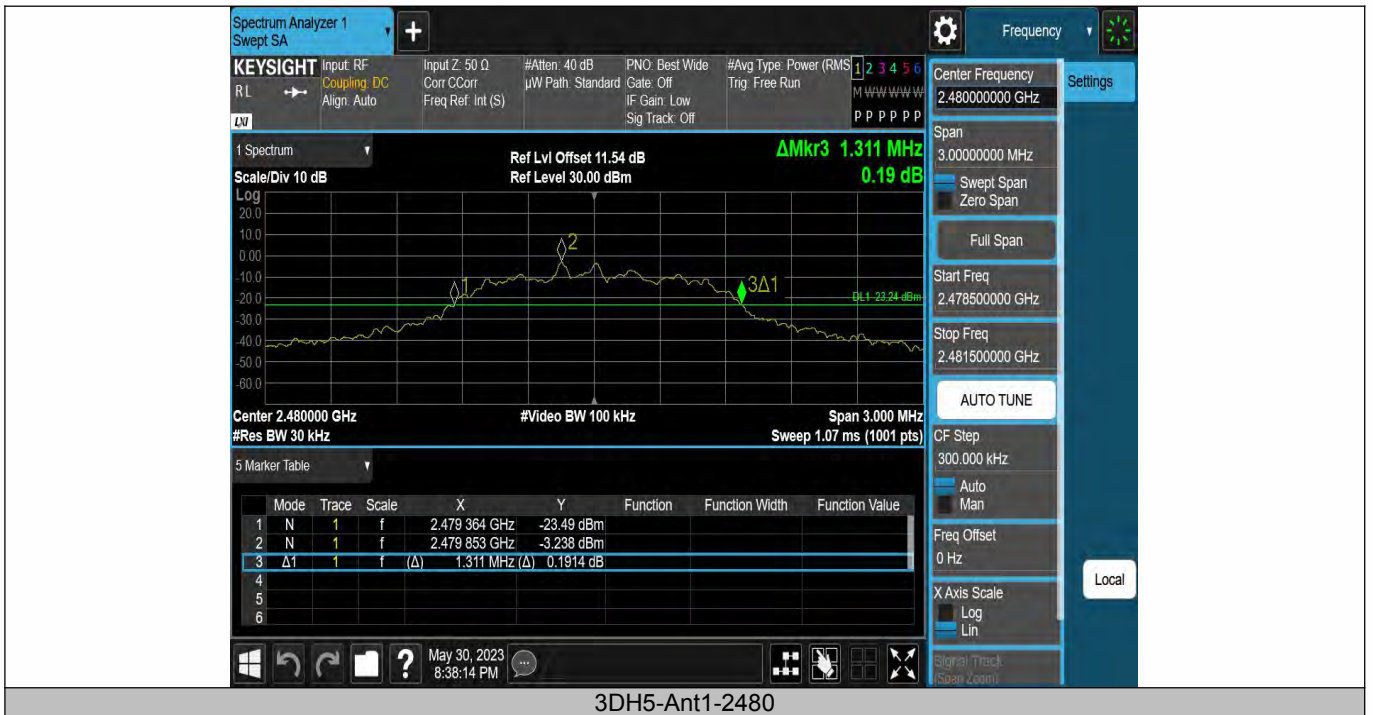 Spectrum Analyzer 1
Swept SA
+
Frequency
KEYSIGHT
RL
LXI
Input: RF
Coupling: DC
Align: Auto
Input Z: 50 Ω
Corr CCorr
Freq Ref: Int (S)
#Atten: 40 dB
µW Path: Standard
PNO: Best Wide
Gate: Off
IF Gain: Low
Sig Track: Off
#Avg Type: Power (RMS
Trig: Free Run
1 2 3 4 5 6
M W W W W W
P P P P P P
Center Frequency
2.480000000 GHz
Settings
Span
3.00000000 MHz
Swept Span
Zero Span
Full Span
Start Freq
2.478500000 GHz
Stop Freq
2.481500000 GHz
AUTO TUNE
CF Step
300.000 kHz
Auto
Man
Freq Offset
0 Hz
X Axis Scale
Log
Lin
Signal Track
(Span Zoom)
Local
1 Spectrum
Scale/Div 10 dB
Ref Lvl Offset 11.54 dB
Ref Level 30.00 dBm
ΔMkr3 1.311 MHz
0.19 dB
Log
20.0
10.0
0.00
-10.0
-20.0
-30.0
-40.0
-50.0
-60.0
1
2
3Δ1
DL1 -23.24 dBm
Center 2.480000 GHz
#Video BW 100 kHz
Span 3.000 MHz
#Res BW 30 kHz
Sweep 1.07 ms (1001 pts)
5 Marker Table
Mode Trace Scale X Y Function Function Width Function Value
1 N 1 f 2.479 364 GHz -23.49 dBm
2 N 1 f 2.479 853 GHz -3.238 dBm
3 Δ1 1 f (Δ) 1.311 MHz (Δ) 0.1914 dB
4
5
6
?
May 30, 2023
8:38:14 PM
3DH5-Ant1-2480